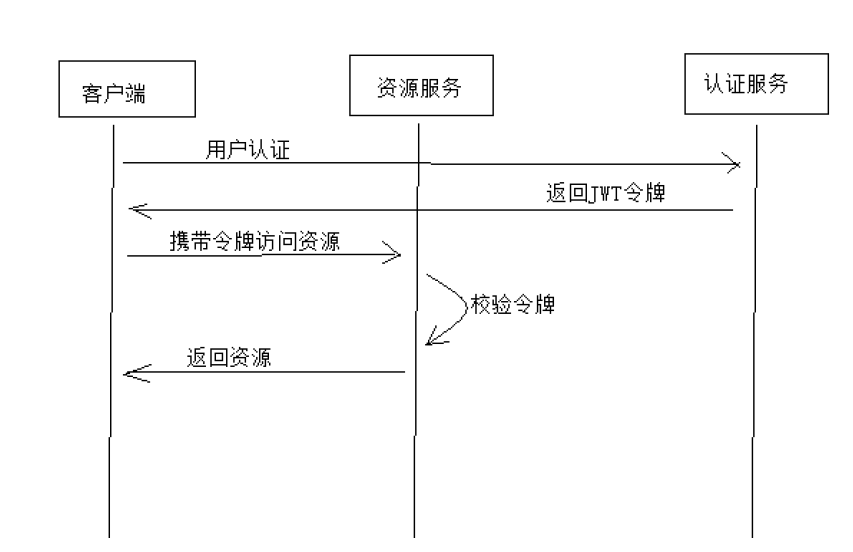 客户端
资源服务
认证服务
用户认证
返回JWT令牌
携带令牌访问资源
校验令牌
返回资源